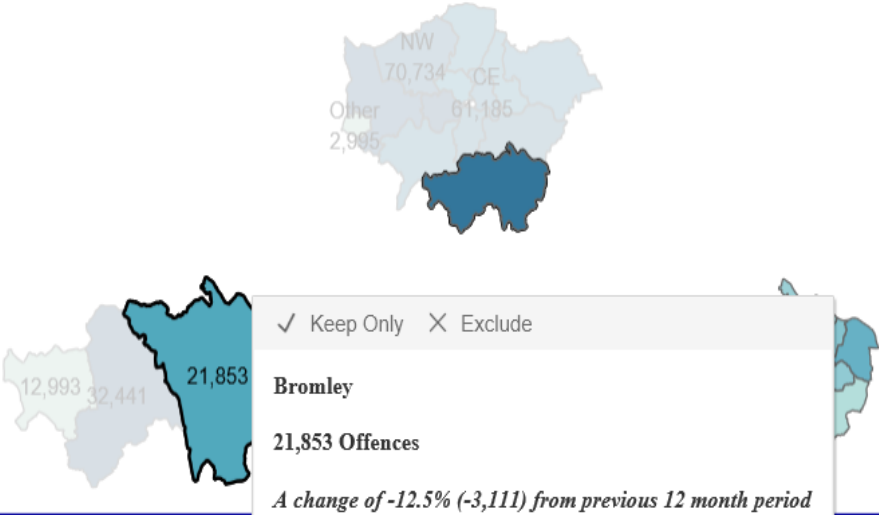 NW
70,734
CE
61,185
Other
2,995
12,993
32,441
21,853
Keep Only
Exclude
Bromley
21,853 Offences
A change of -12.5% (-3,111) from previous 12 month period